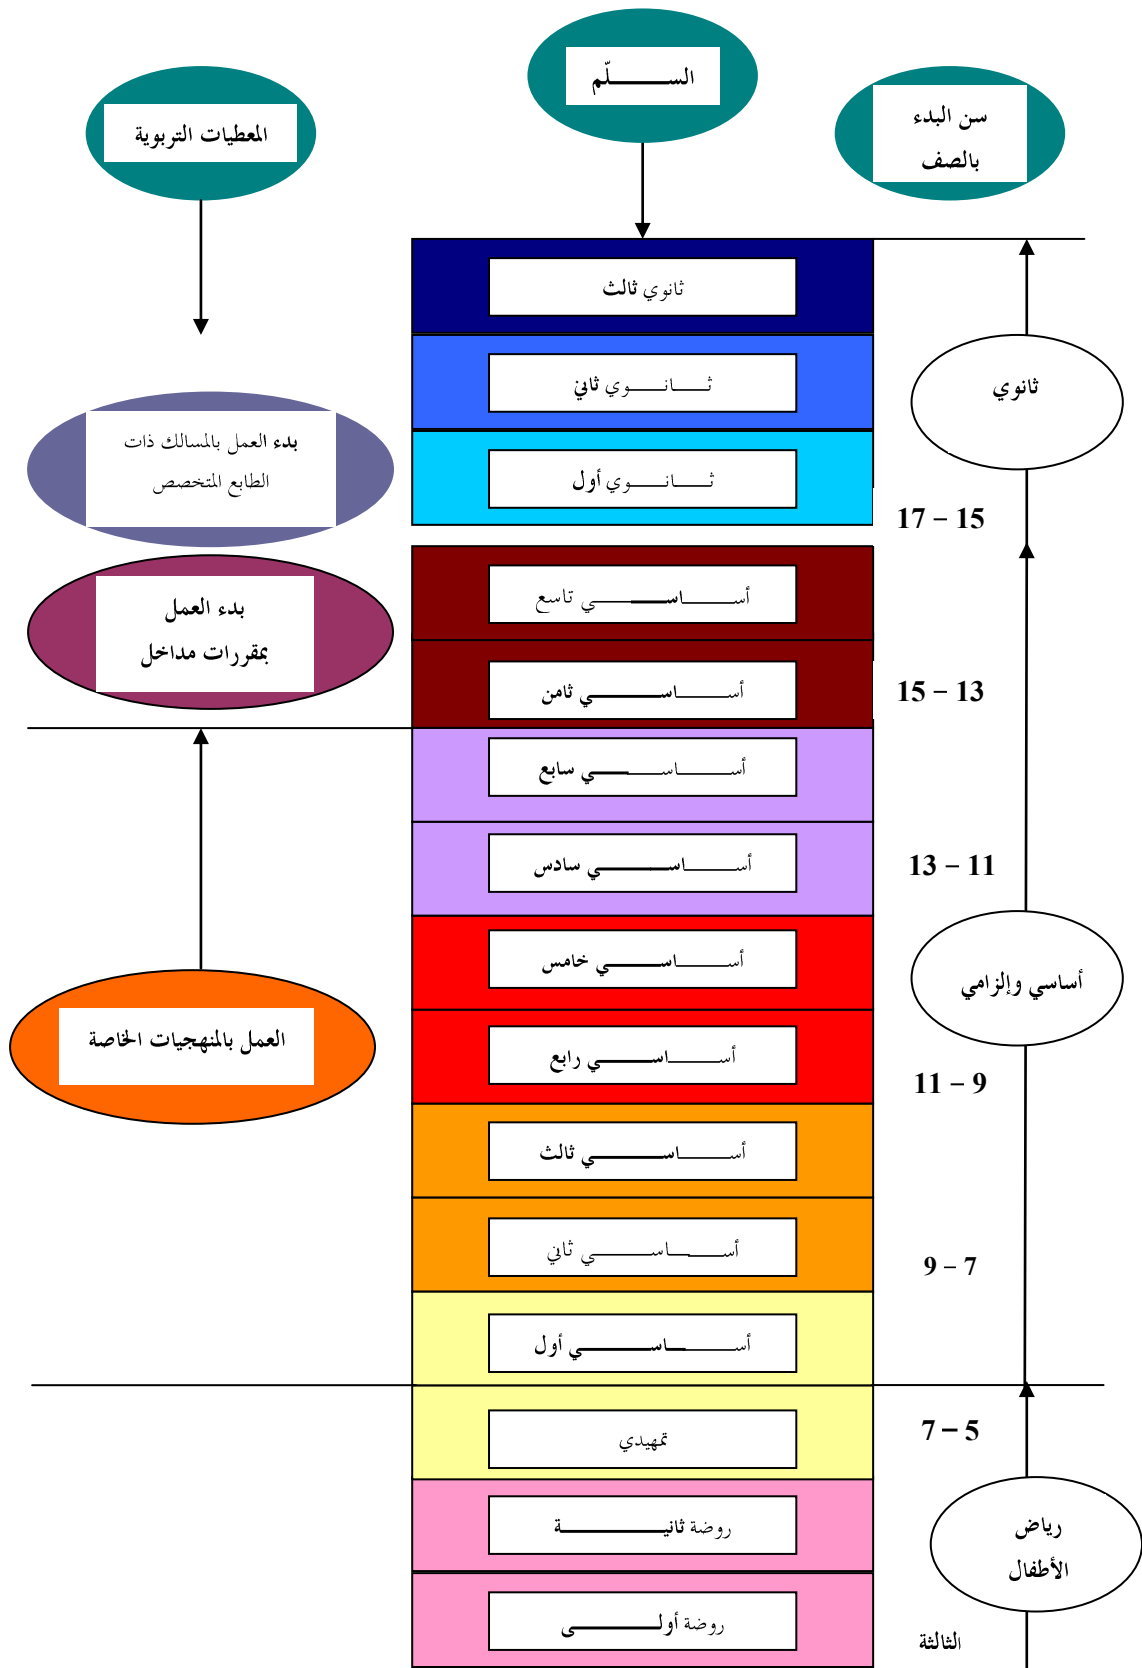 السلّم
سن البدء
بالصف
المعطيات التربوية
ثانوي ثالث
ثانوي ثاني
ثانوي
بدء العمل بالمسالك ذات
الطابع المتخصص
ثانوي أول
17 – 15
أساسي تاسع
بدء العمل
بمقررات مداخل
أساسي ثامن
15 – 13
أساسي سابع
أساسي سادس
13 – 11
أساسي خامس
أساسي وإلزامي
العمل بالمنهجيات الخاصة
أساسي رابع
11 – 9
أساسي ثالث
أساسي ثاني
9 – 7
أساسي أول
تمهيدي
7 – 5
روضة ثانية
رياض
الأطفال
روضة أولى
الثالثة